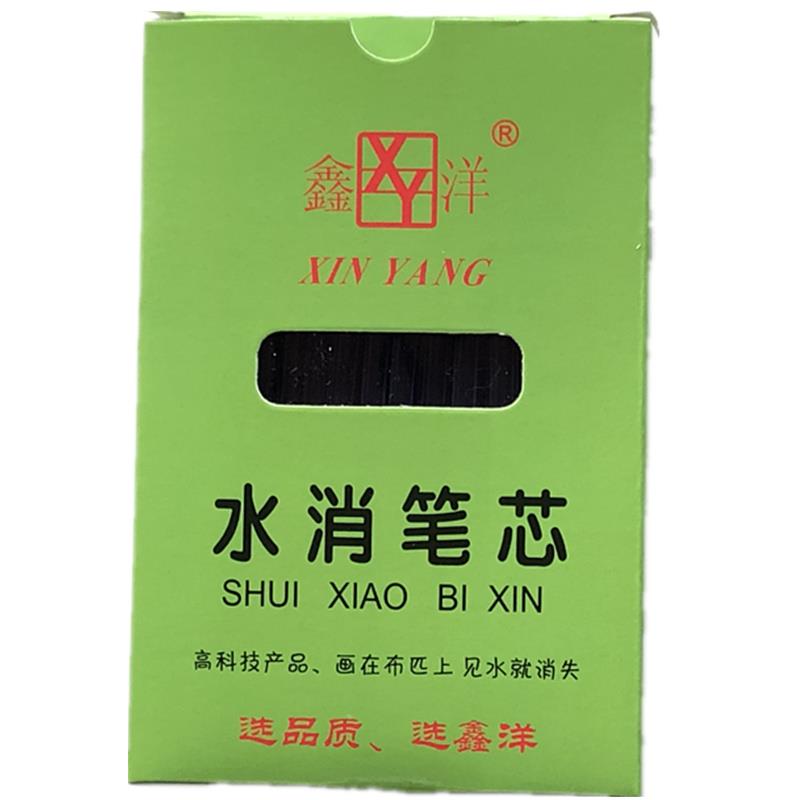 ®
鑫 XY 洋
XIN YANG
水消笔芯
SHUI XIAO BI XIN
高科技产品、画在布匹上 见水就消失
选品质、选鑫洋